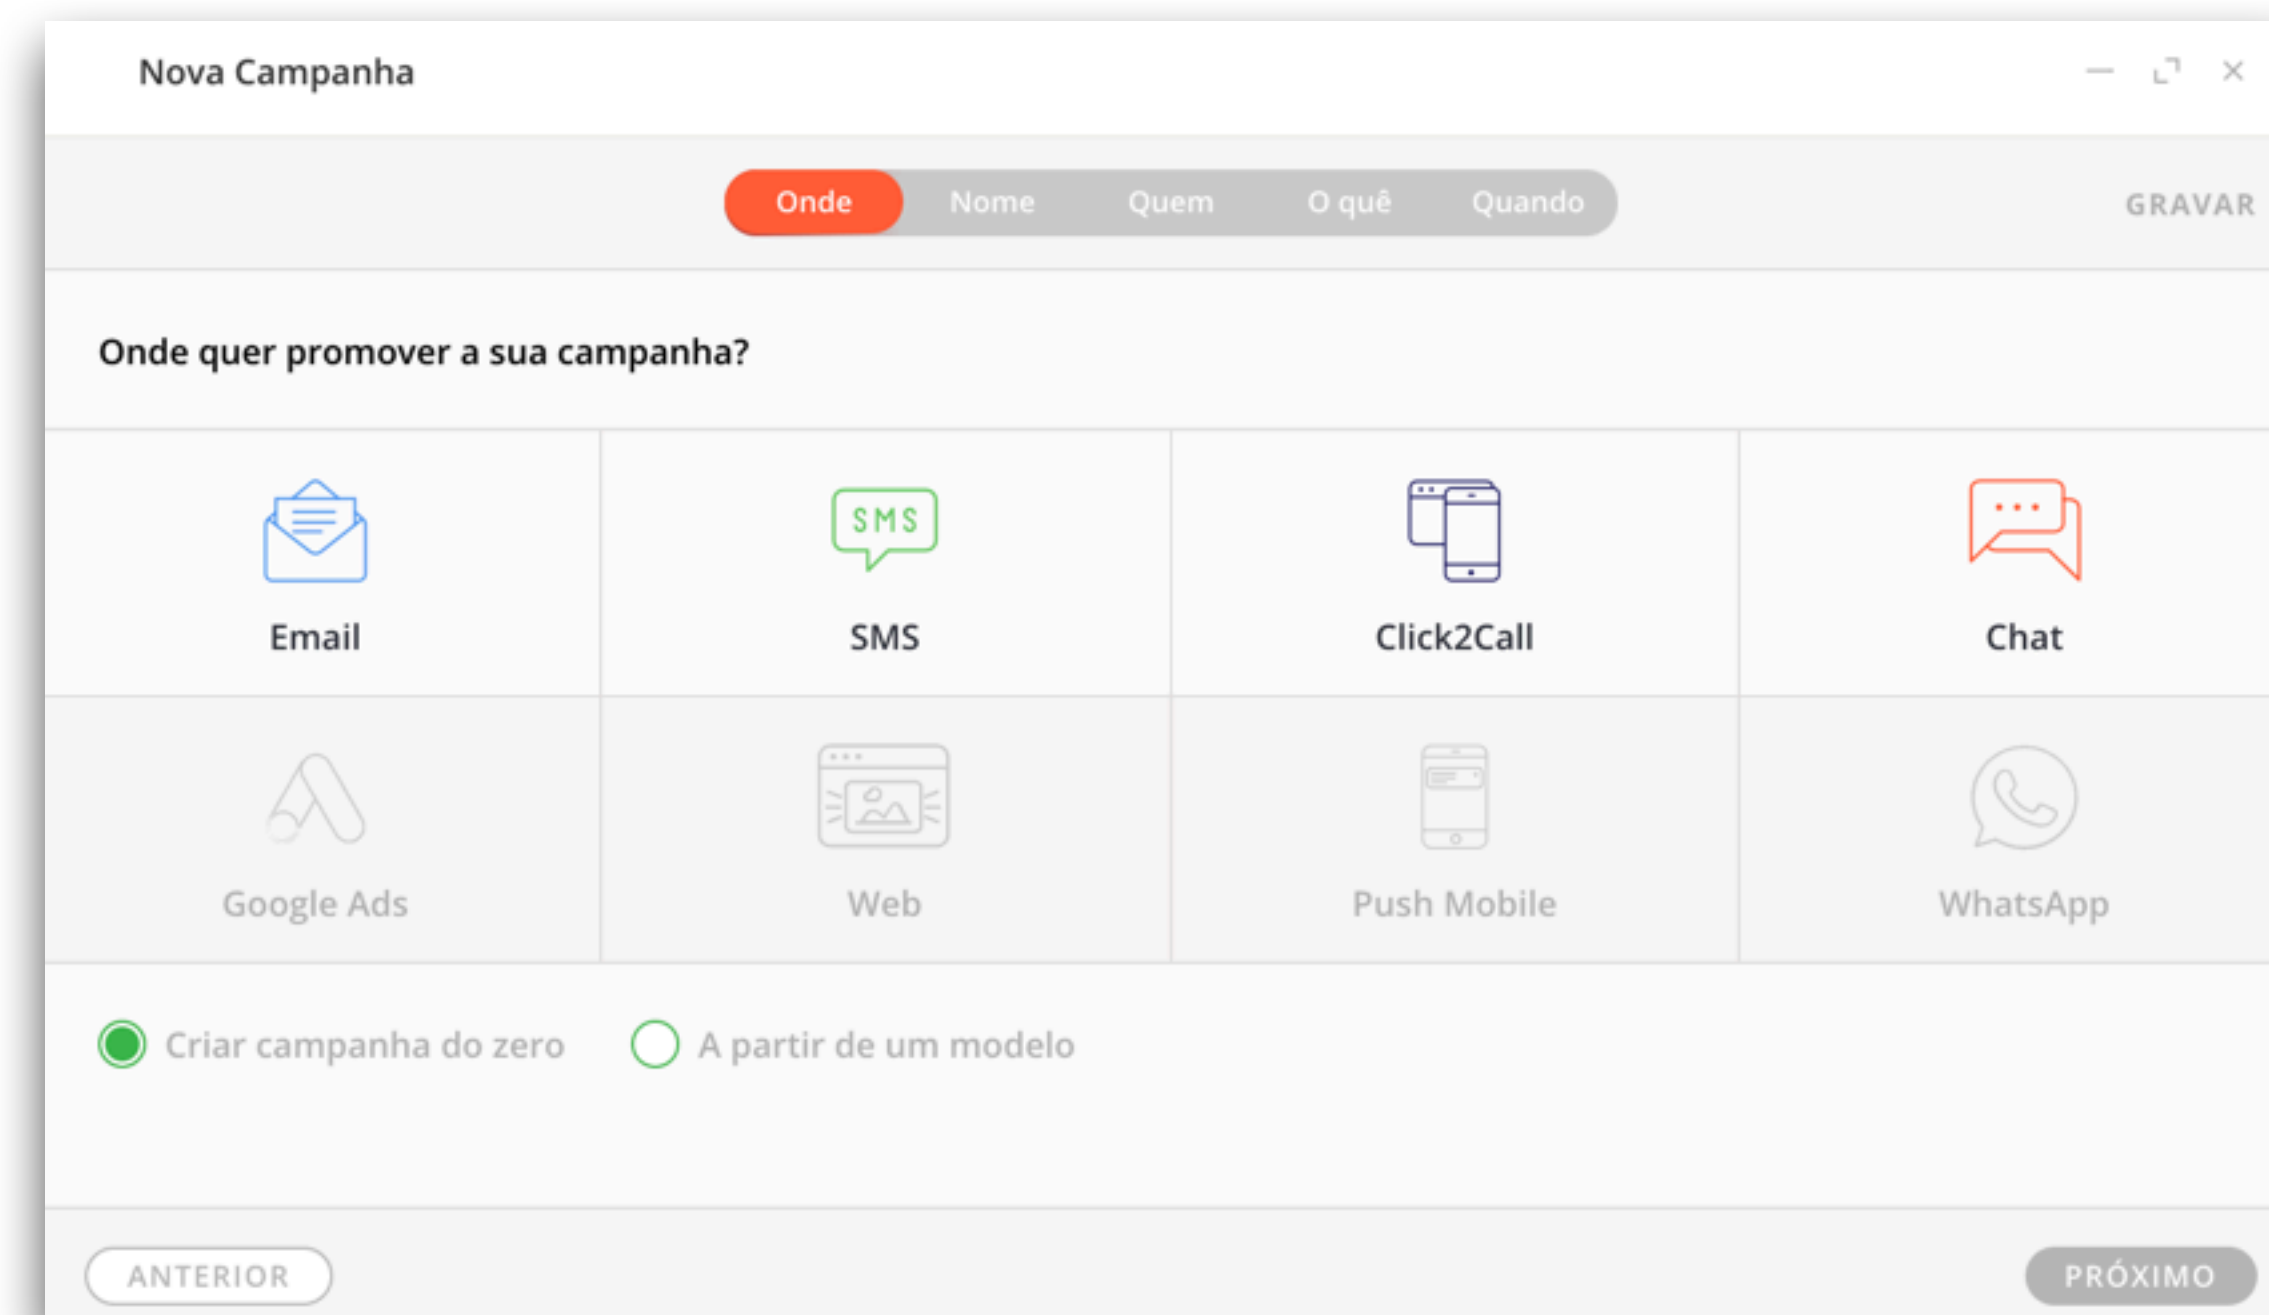 Nova Campanha
Onde Nome Quem O quê Quando
GRAVAR
Onde quer promover a sua campanha?
SMS
Email SMS Click2Call Chat
Google Ads Web Push Mobile WhatsApp
Criar campanha do zero A partir de um modelo
ANTERIOR PRÓXIMO